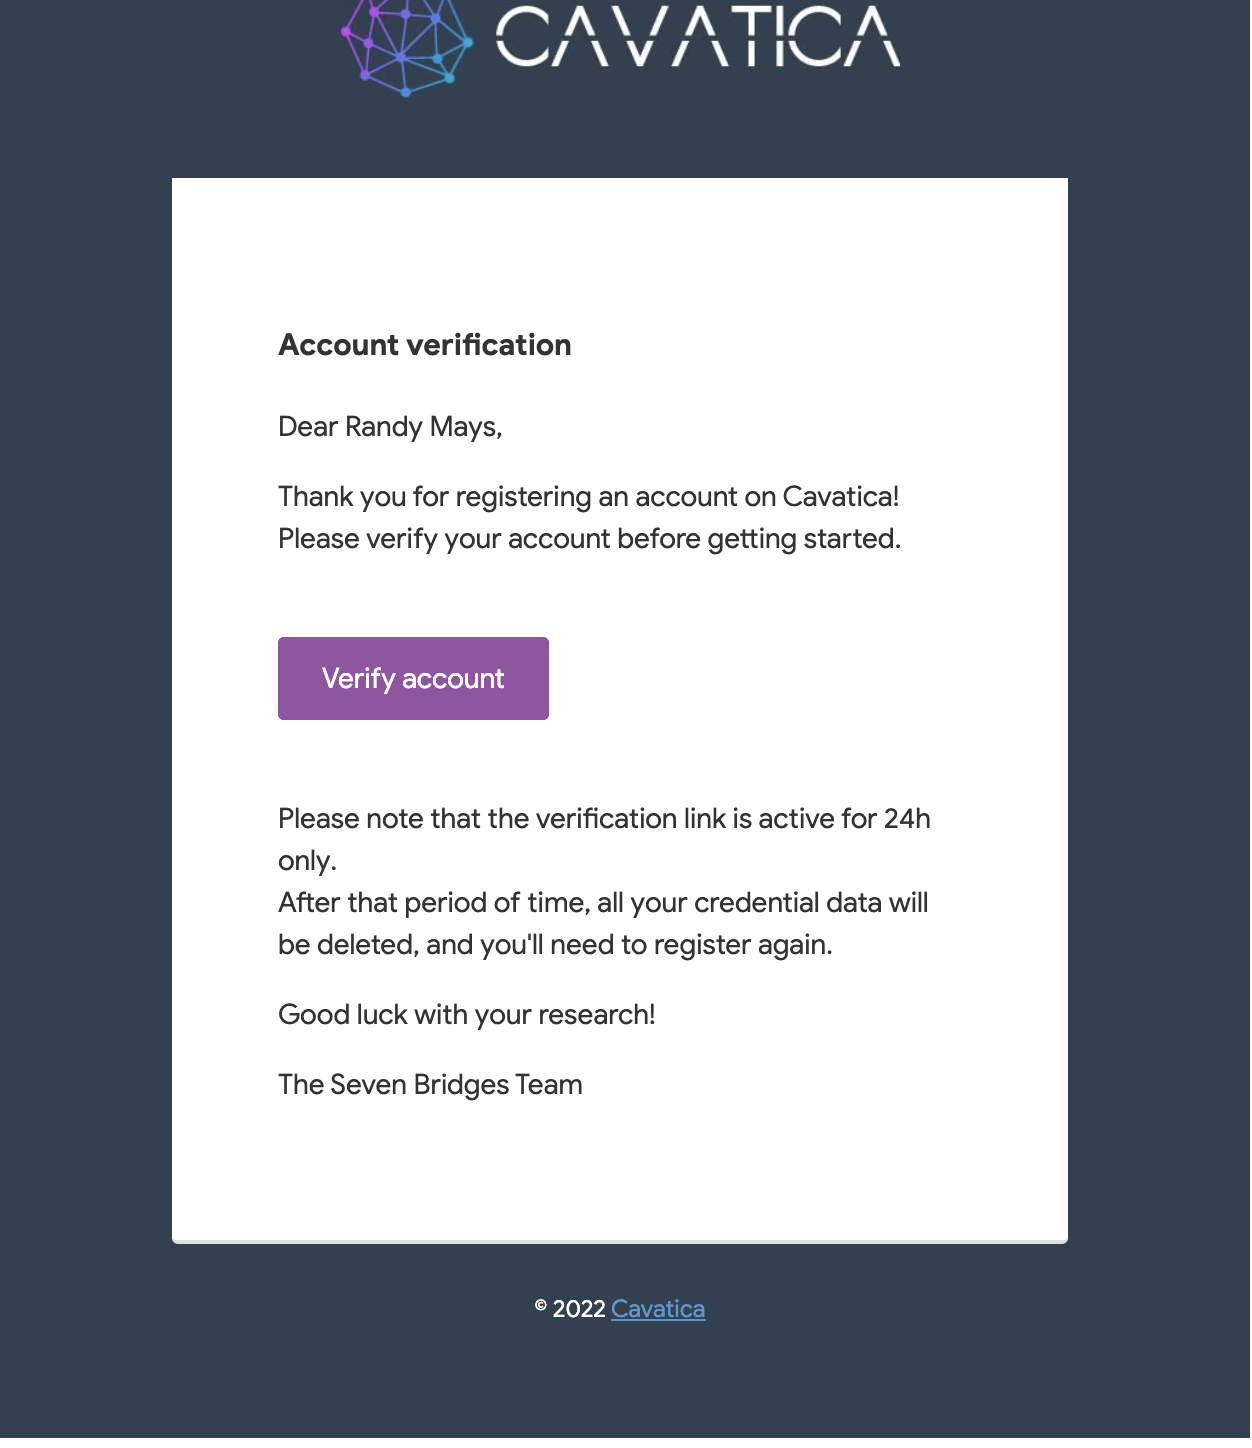 CAVATICA
Account verification
Dear Randy Mays,
Thank you for registering an account on Cavatica!
Please verify your account before getting started.
Verify account
Please note that the verification link is active for 24h
only.
After that period of time, all your credential data will
be deleted, and you'll need to register again.
Good luck with your research!
The Seven Bridges Team
© 2022 Cavatica